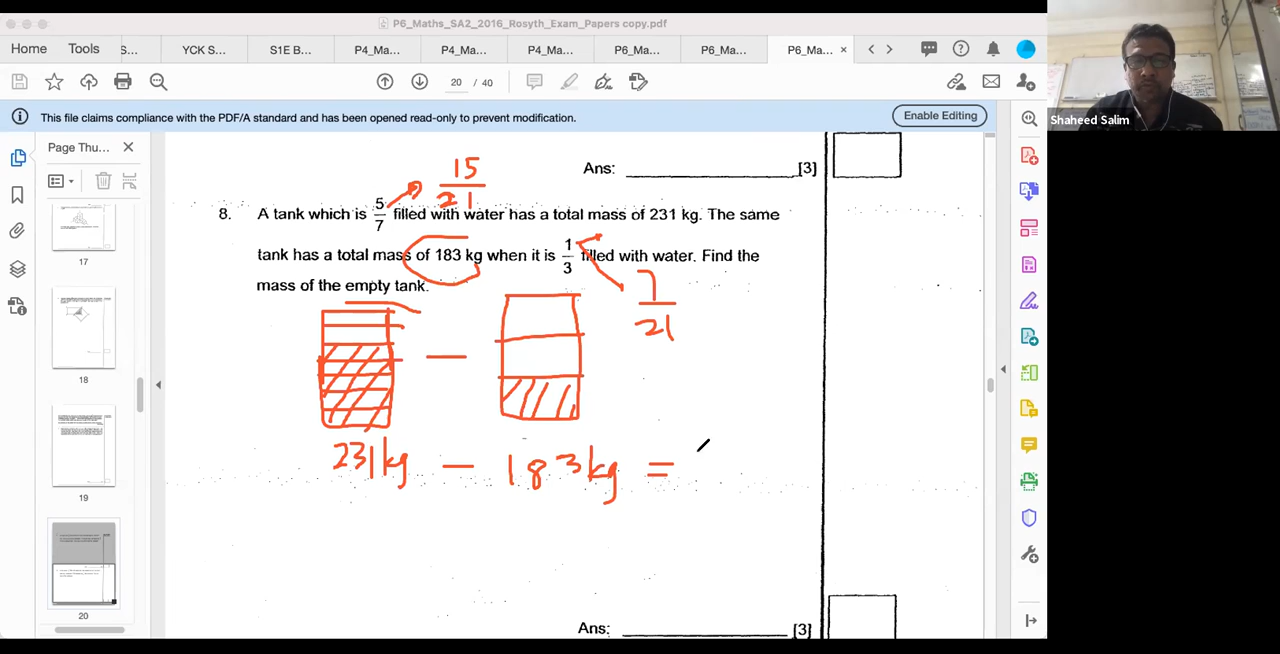 P6_Maths_SA2_2016_Rosyth_Exam_Papers copy.pdf
Home Tools S... YCK S... S1E B... P4_Ma... P4_Ma... P4_Ma... P6_Ma... P6_Ma... P6_Ma... ×
20 / 40
This file claims compliance with the PDF/A standard and has been opened read-only to prevent modification. Enable Editing
Shaheed Salim
Page Thu... ×
17
18
19
20
Ans: ____________ [3]
15/21
8. A tank which is 5/7 filled with water has a total mass of 231 kg. The same
tank has a total mass of 183 kg when it is 1/3 filled with water. Find the
mass of the empty tank.
7/21
231kg – 183kg =
Ans: ____________ [3]